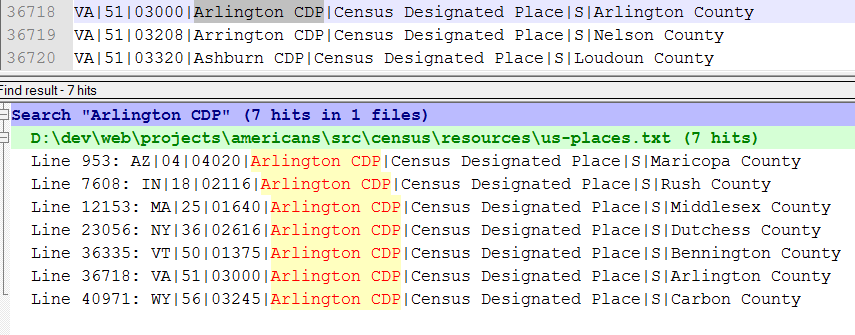 36718 VA|51|03000|Arlington CDP|Census Designated Place|S|Arlington County
36719 VA|51|03208|Arrington CDP|Census Designated Place|S|Nelson County
36720 VA|51|03320|Ashburn CDP|Census Designated Place|S|Loudoun County
Find result - 7 hits
Search "Arlington CDP" (7 hits in 1 files)
D:\dev\web\projects\americans\src\census\resources\us-places.txt (7 hits)
Line 953: AZ|04|04020|Arlington CDP|Census Designated Place|S|Maricopa County
Line 7608: IN|18|02116|Arlington CDP|Census Designated Place|S|Rush County
Line 12153: MA|25|01640|Arlington CDP|Census Designated Place|S|Middlesex County
Line 23056: NY|36|02616|Arlington CDP|Census Designated Place|S|Dutchess County
Line 36335: VT|50|01375|Arlington CDP|Census Designated Place|S|Bennington County
Line 36718: VA|51|03000|Arlington CDP|Census Designated Place|S|Arlington County
Line 40971: WY|56|03245|Arlington CDP|Census Designated Place|S|Carbon County